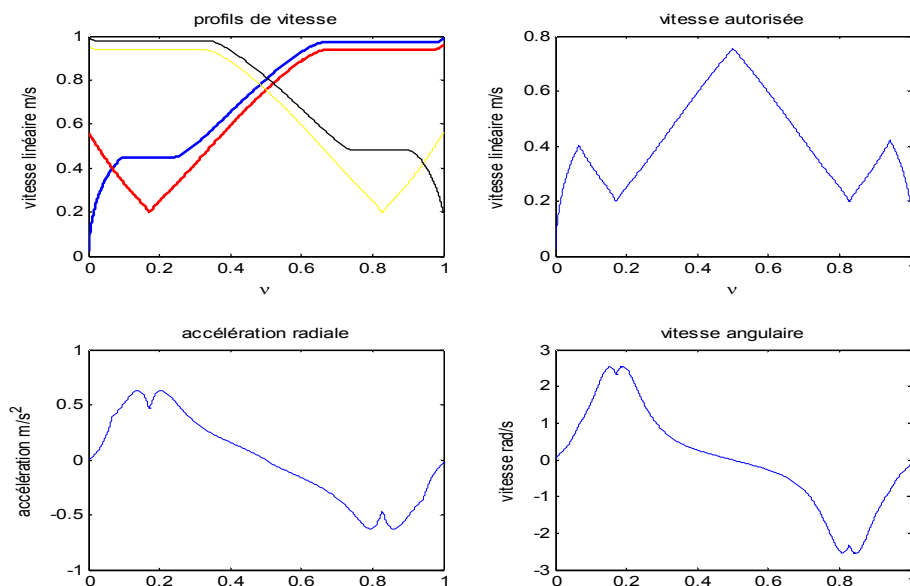 profils de vitesse
vitesse linéaire m/s
1
0.8
0.6
0.4
0.2
0
0 0.2 0.4 0.6 0.8 1
ν
vitesse autorisée
vitesse linéaire m/s
0.8
0.6
0.4
0.2
0
0 0.2 0.4 0.6 0.8 1
ν
accélération radiale
accélération m/s²
1
0.5
0
-0.5
-1
0 0.2 0.4 0.6 0.8 1
vitesse angulaire
vitesse rad/s
3
2
1
0
-1
-2
-3
0 0.2 0.4 0.6 0.8 1